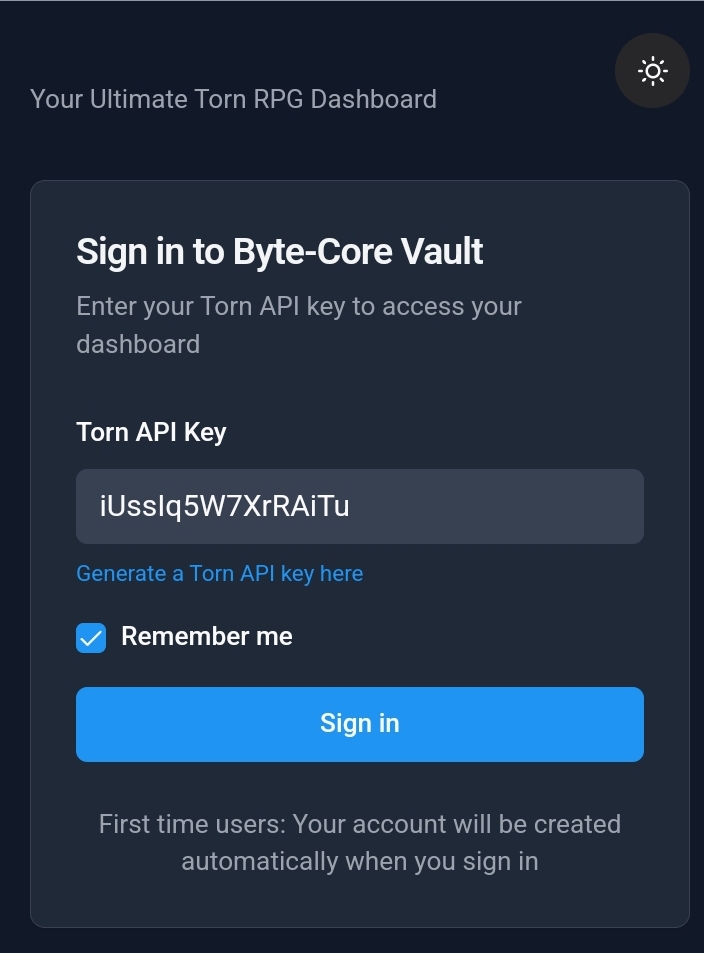 Your Ultimate Torn RPG Dashboard
Sign in to Byte-Core Vault
Enter your Torn API key to access your
dashboard
Torn API Key
iUssIq5W7XrRAiTu
Generate a Torn API key here
Remember me
Sign in
First time users: Your account will be created
automatically when you sign in